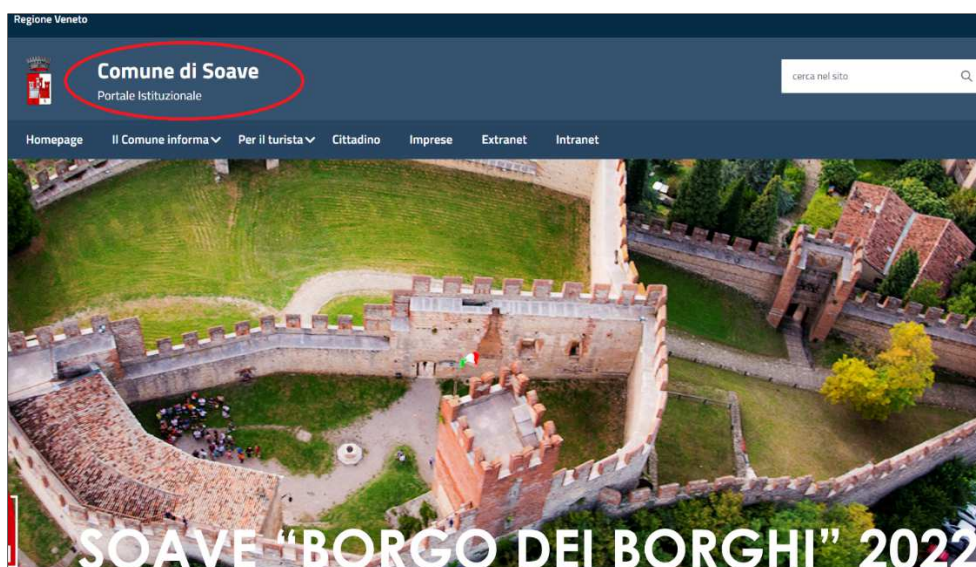 Regione Veneto
Comune di Soave
Portale Istituzionale
cerca nel sito
Homepage Il Comune informa Per il turista Cittadino Imprese Extranet Intranet
SOAVE “BORGO DEI BORGHI” 2022